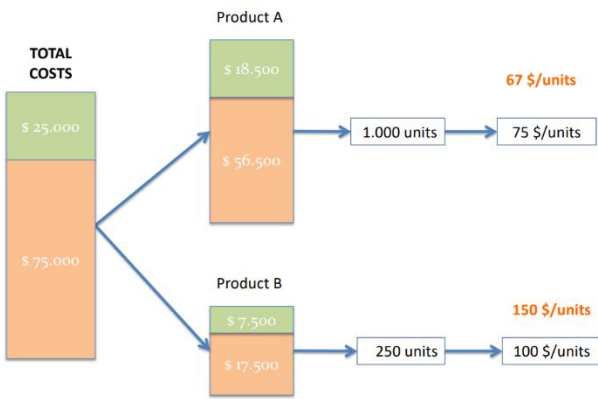 Product A
TOTAL
COSTS
$ 18.500
67 $/units
$ 25.000
1.000 units
75 $/units
$ 56.500
$ 75.000
Product B
150 $/units
$ 7.500
250 units
100 $/units
$ 17.500